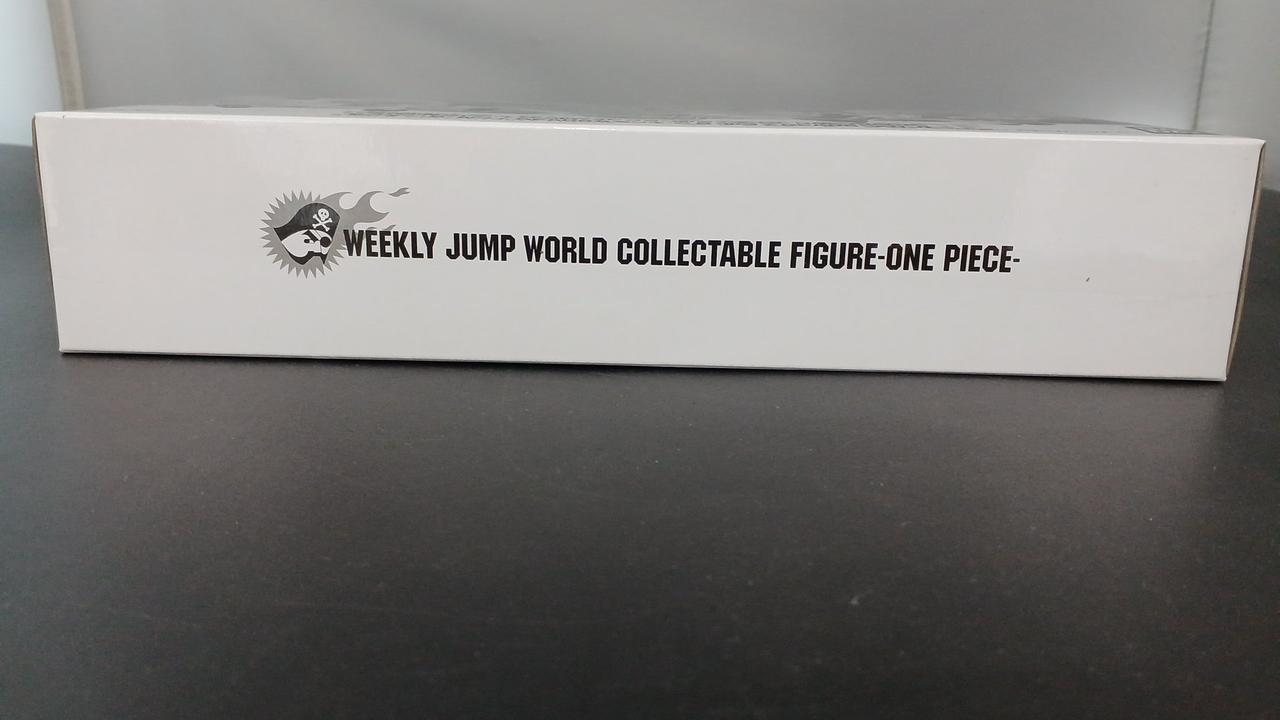 WEEKLY JUMP WORLD COLLECTABLE FIGURE-ONE PIECE-